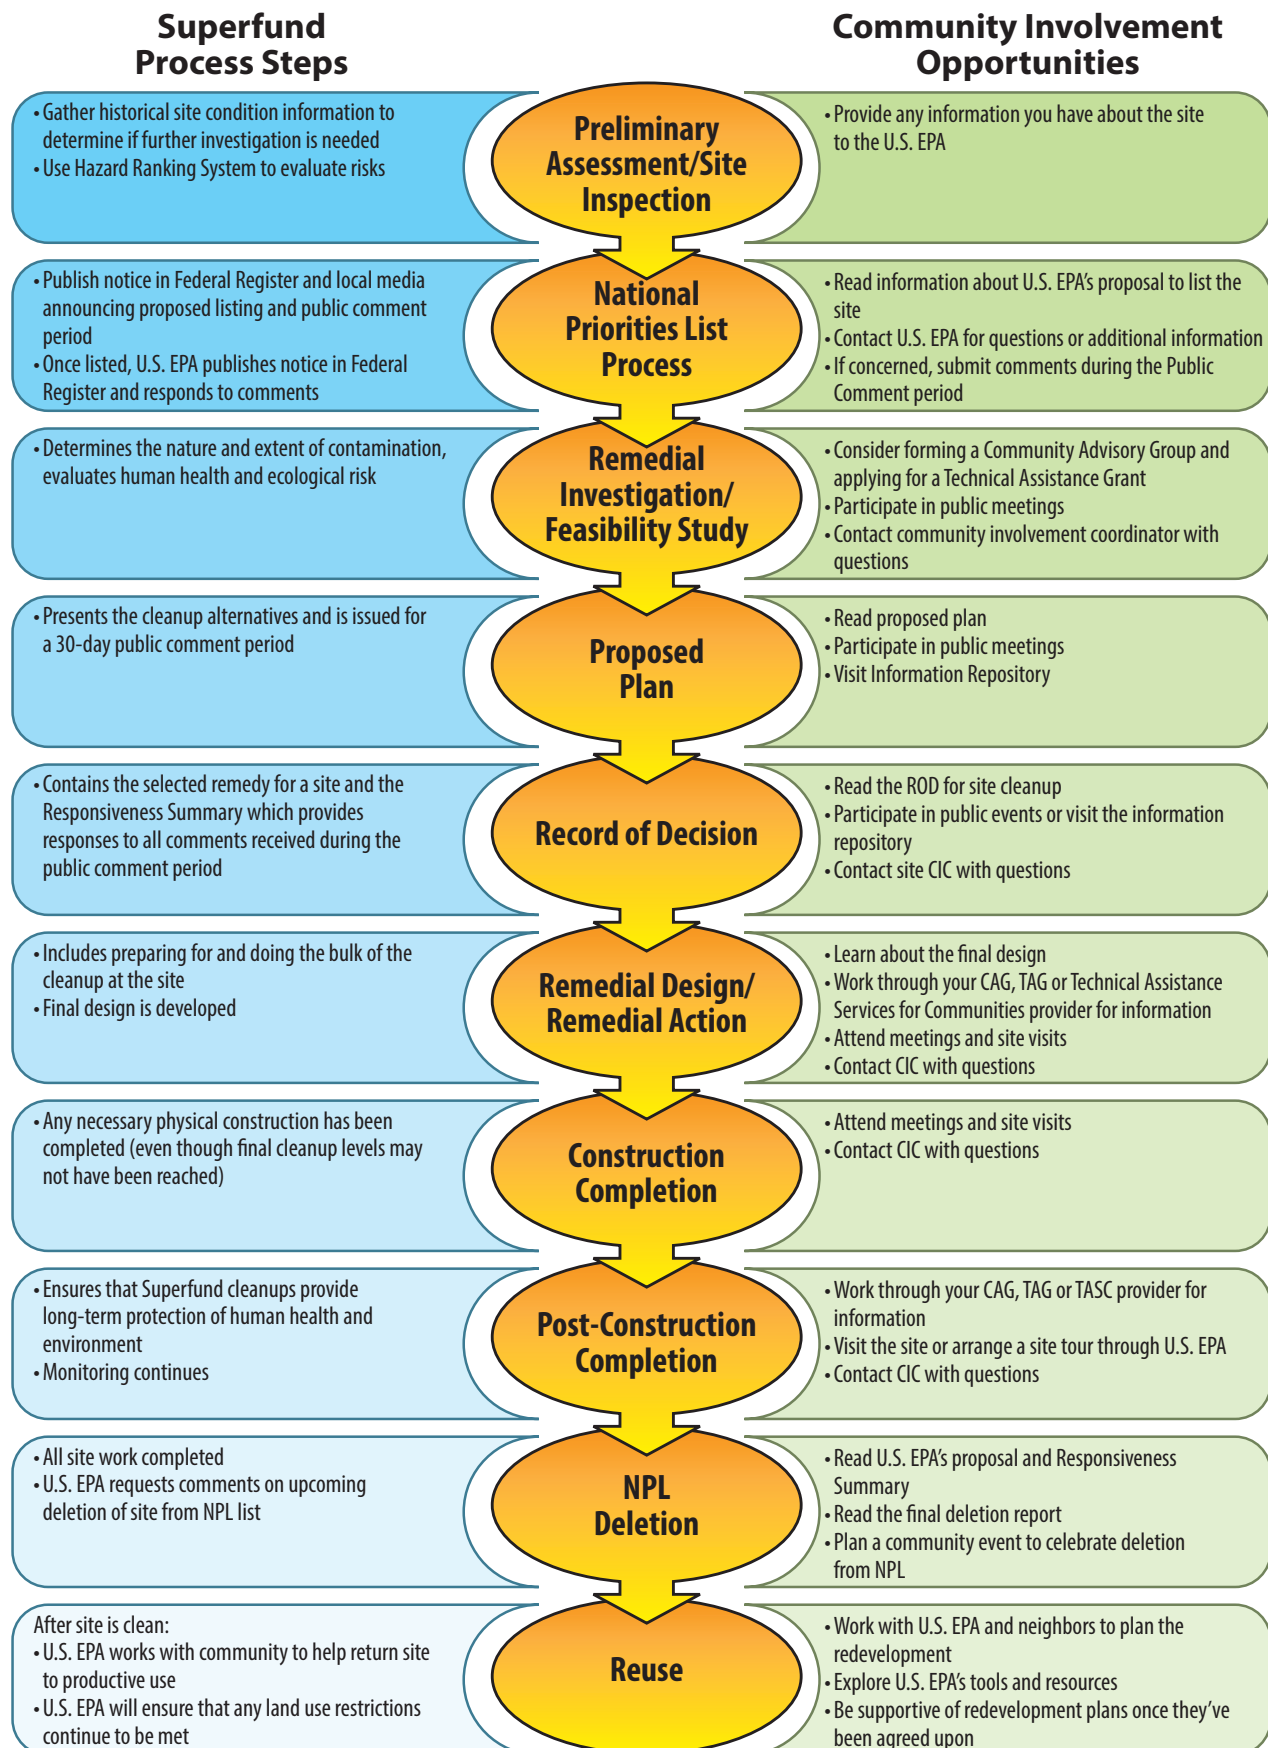 Superfund
Process Steps
Community Involvement
Opportunities
• Gather historical site condition information to
determine if further investigation is needed
• Use Hazard Ranking System to evaluate risks
Preliminary
Assessment/Site
Inspection
• Provide any information you have about the site
to the U.S. EPA
• Publish notice in Federal Register and local media
announcing proposed listing and public comment
period
• Once listed, U.S. EPA publishes notice in Federal
Register and responds to comments
National
Priorities List
Process
• Read information about U.S. EPA's proposal to list the
site
• Contact U.S. EPA for questions or additional information
• If concerned, submit comments during the Public
Comment period
• Determines the nature and extent of contamination,
evaluates human health and ecological risk
Remedial
Investigation/
Feasibility Study
• Consider forming a Community Advisory Group and
applying for a Technical Assistance Grant
• Participate in public meetings
• Contact community involvement coordinator with
questions
• Presents the cleanup alternatives and is issued for
a 30-day public comment period
Proposed
Plan
• Read proposed plan
• Participate in public meetings
• Visit Information Repository
• Contains the selected remedy for a site and the
Responsiveness Summary which provides
responses to all comments received during the
public comment period
Record of Decision
• Read the ROD for site cleanup
• Participate in public events or visit the information
repository
• Contact site CIC with questions
• Includes preparing for and doing the bulk of the
cleanup at the site
• Final design is developed
Remedial Design/
Remedial Action
• Learn about the final design
• Work through your CAG, TAG or Technical Assistance
Services for Communities provider for information
• Attend meetings and site visits
• Contact CIC with questions
• Any necessary physical construction has been
completed (even though final cleanup levels may
not have been reached)
Construction
Completion
• Attend meetings and site visits
• Contact CIC with questions
• Ensures that Superfund cleanups provide
long-term protection of human health and
environment
• Monitoring continues
Post-Construction
Completion
• Work through your CAG, TAG or TASC provider for
information
• Visit the site or arrange a site tour through U.S. EPA
• Contact CIC with questions
• All site work completed
• U.S. EPA requests comments on upcoming
deletion of site from NPL list
NPL
Deletion
• Read U.S. EPA's proposal and Responsiveness
Summary
• Read the final deletion report
• Plan a community event to celebrate deletion
from NPL
After site is clean:
• U.S. EPA works with community to help return site
to productive use
• U.S. EPA will ensure that any land use restrictions
continue to be met
Reuse
• Work with U.S. EPA and neighbors to plan the
redevelopment
• Explore U.S. EPA's tools and resources
• Be supportive of redevelopment plans once they've
been agreed upon